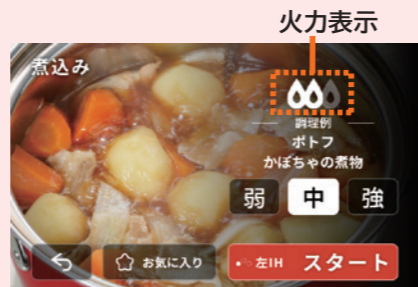 火力表示
煮込み
調理例
ポトフ
かぼちゃの煮物
弱 中 強
お気に入り
左IH スタート